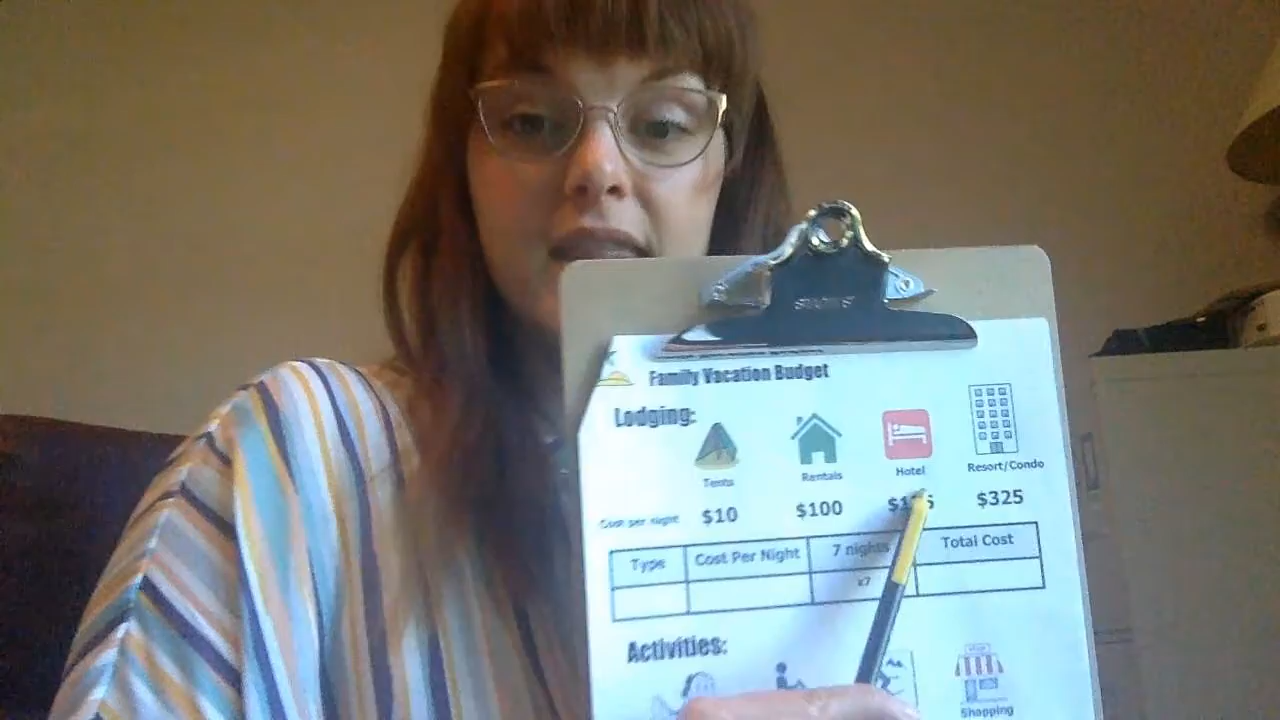 Family Vacation Budget
Lodging:
Tents Rentals Hotel Resort/Condo
Cost per night $10 $100 $325
Type Cost Per Night 7 nights Total Cost
x7
Activities:
Shopping